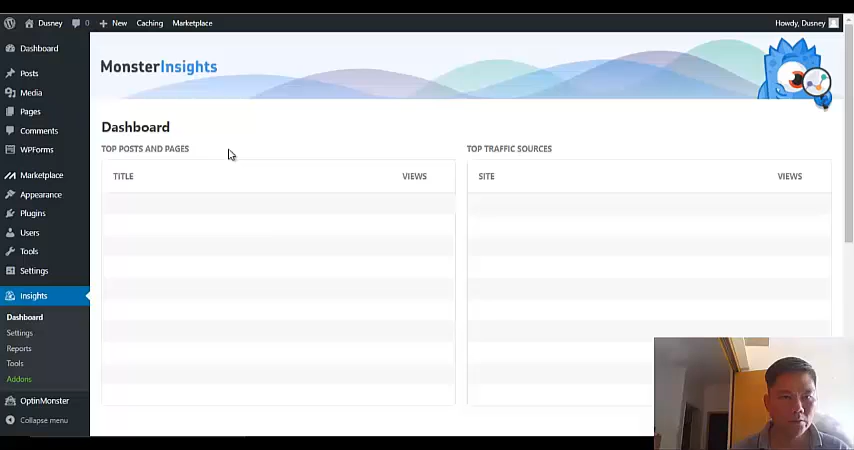 Dusney 0 New Caching Marketplace Howdy, Dusney
Dashboard
Posts
Media
Pages
Comments
WPForms
Marketplace
Appearance
Plugins
Users
Tools
Settings
Insights
Dashboard
Settings
Reports
Tools
Addons
OptinMonster
Collapse menu
MonsterInsights
Dashboard
TOP POSTS AND PAGES
TITLE VIEWS
TOP TRAFFIC SOURCES
SITE VIEWS